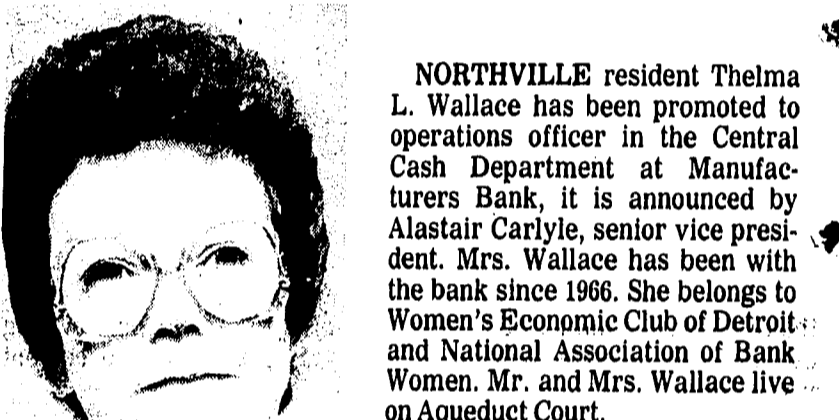 NORTHVILLE resident Thelma
L. Wallace has been promoted to
operations officer in the Central
Cash Department at Manufac-
turers Bank, it is announced by
Alastair Carlyle, senior vice presi-
dent. Mrs. Wallace has been with
the bank since 1966. She belongs to
Women's Economic Club of Detroit
and National Association of Bank
Women. Mr. and Mrs. Wallace live
on Aqueduct Court.